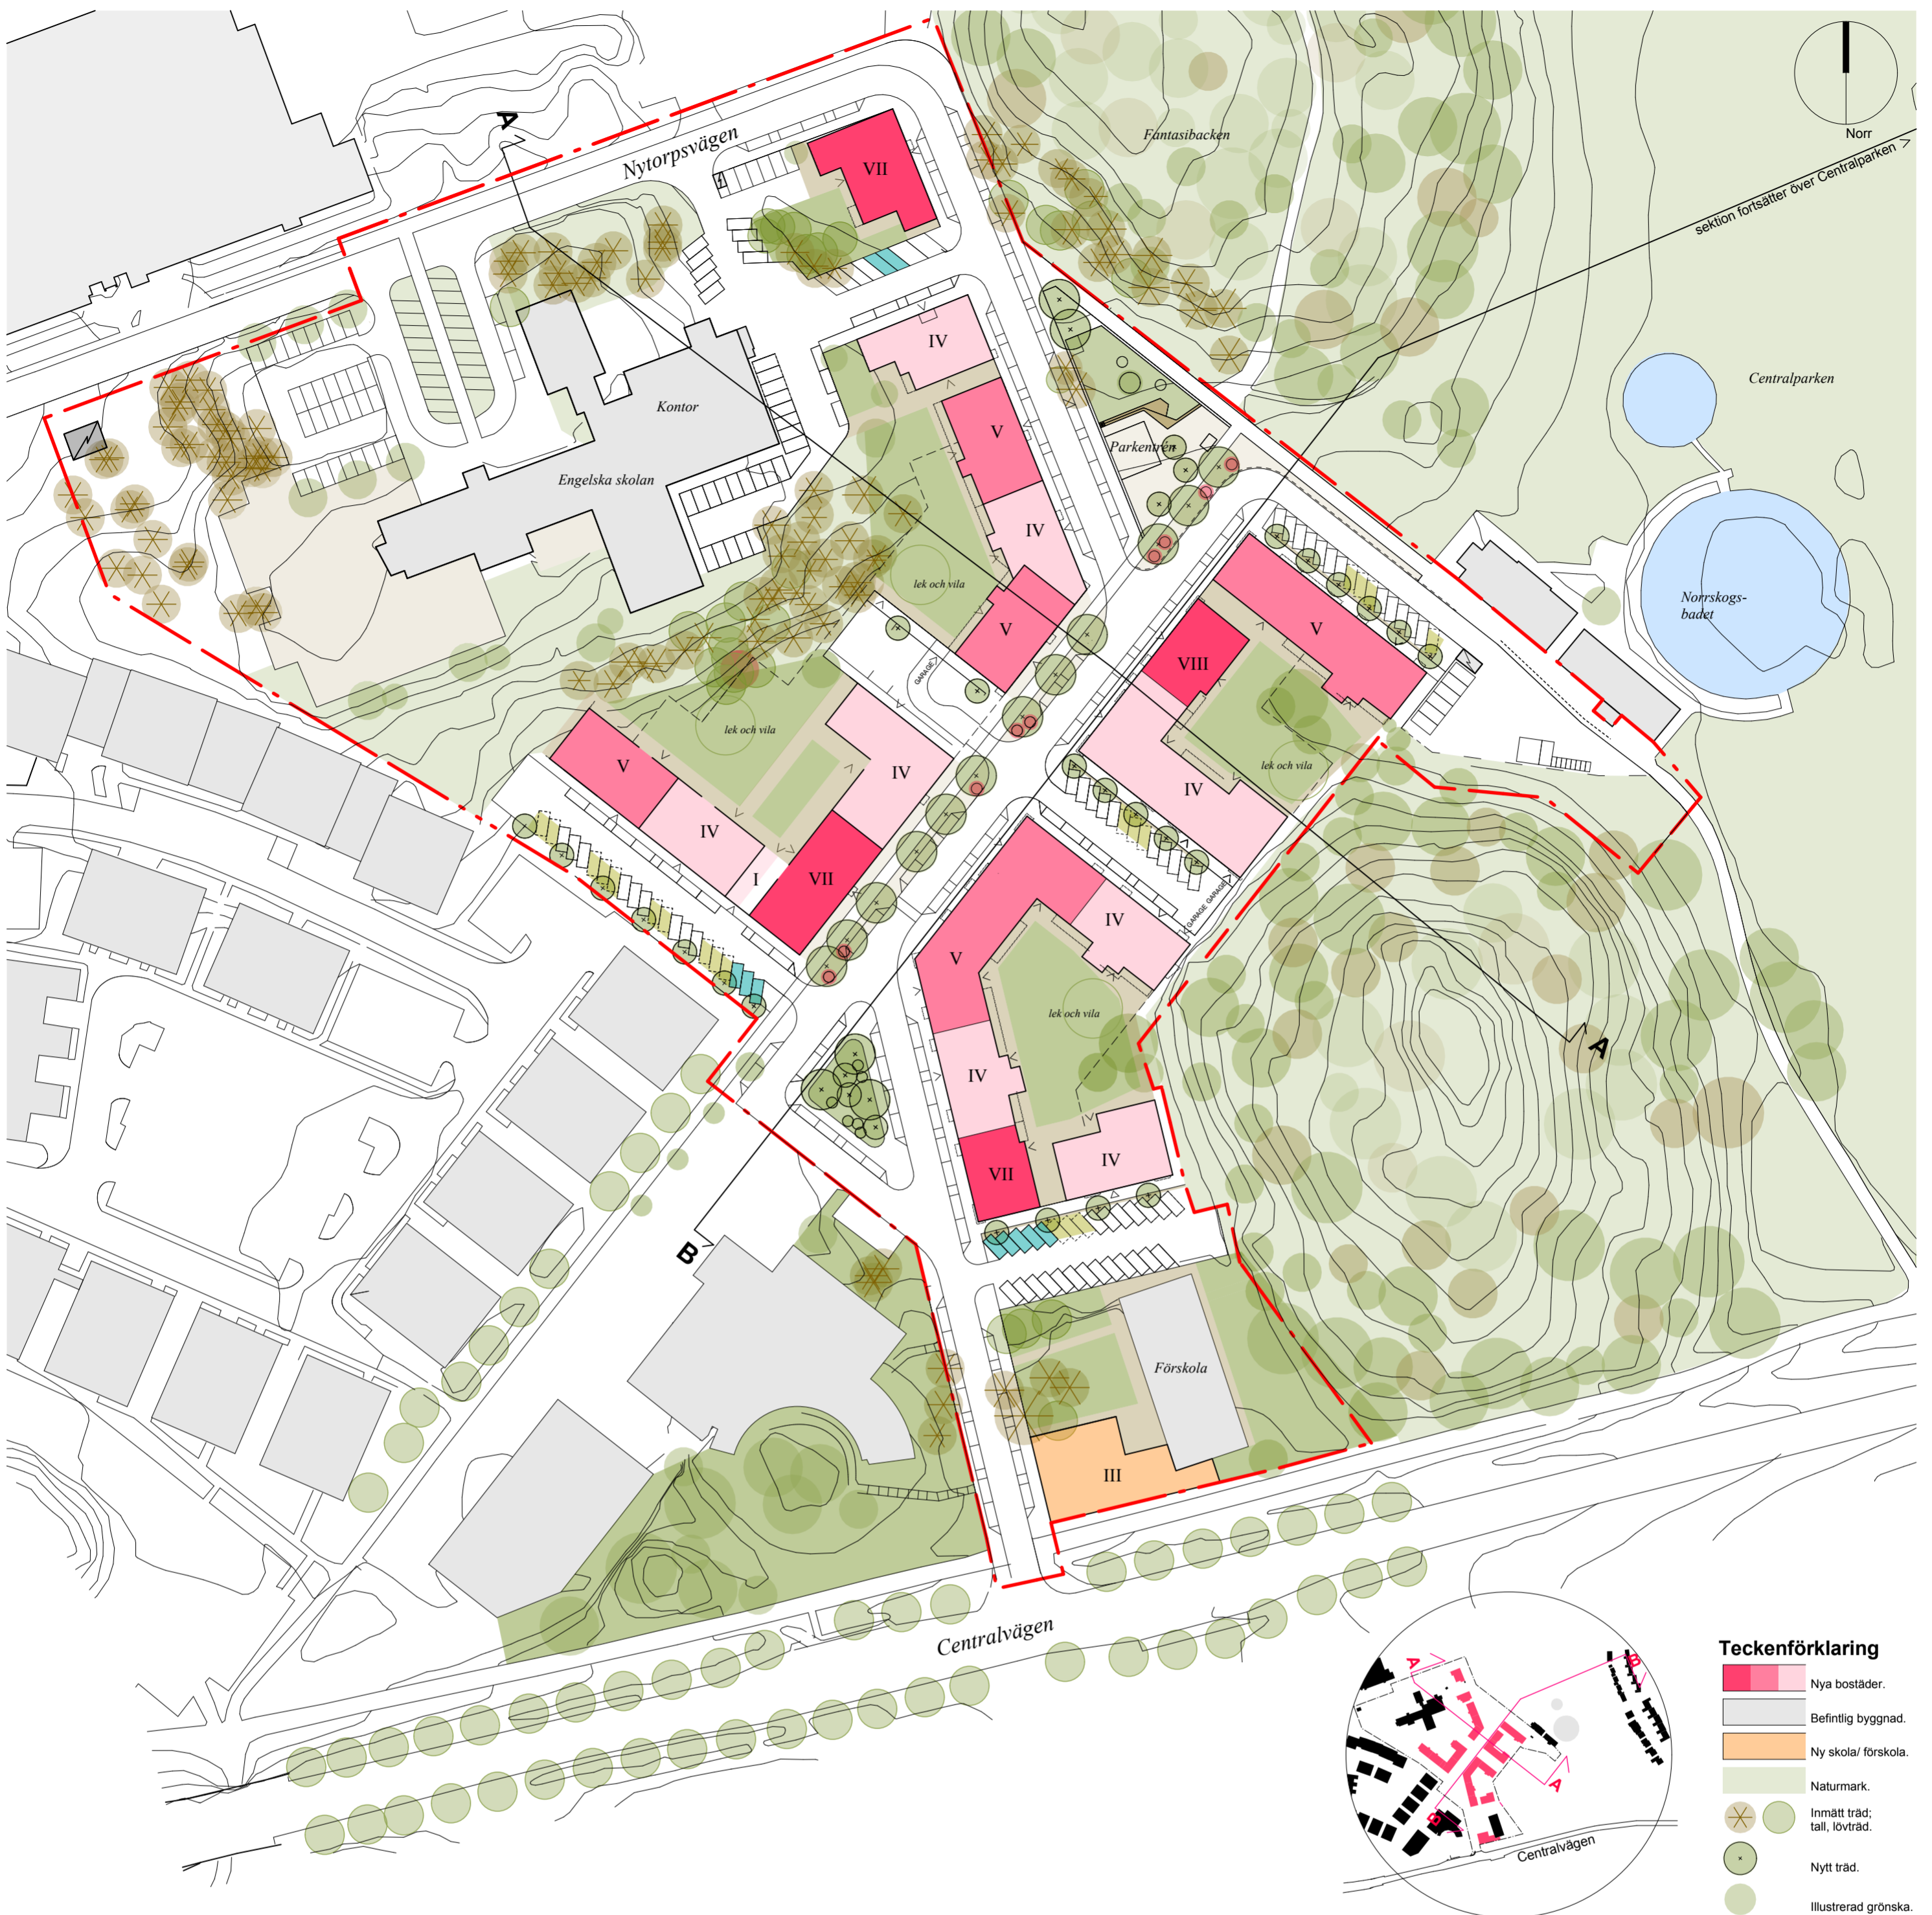 Norr
Fantasibacken
A
Nytorpsvägen
sektion fortsätter över Centralparken >
VII
IV
Centralparken
Kontor
V
Parkentrén
Engelska skolan
IV
lek och vila
Norrskogs-
badet
V
V
VIII
GARAGE
lek och vila
V
IV
lek och vila
IV
IV
I
VII
GARAGE GARAGE
IV
V
lek och vila
A
IV
IV
VII
B
Förskola
III
Centralvägen
Teckenförklaring
Nya bostäder.
Befintlig byggnad.
Ny skola/ förskola.
Naturmark.
Inmätt träd;
tall, lövträd.
Nytt träd.
Illustrerad grönska.
A
B
A
B
Centralvägen